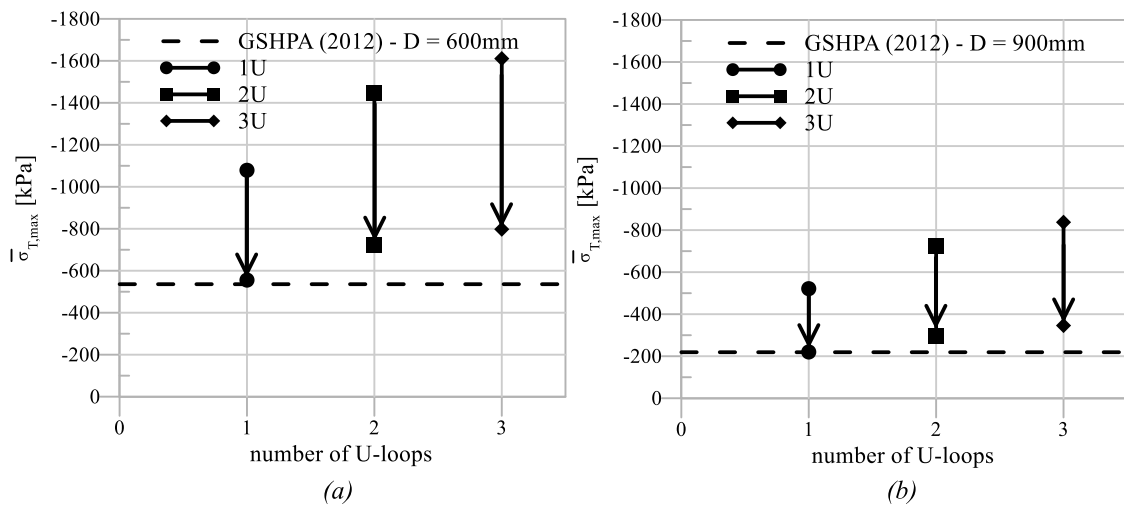 -1800
-1600
-1400
-1200
-1000
-800
-600
-400
-200
0
σ̅T,max [kPa]
GSHPA (2012) - D = 600mm
1U
2U
3U
0 1 2 3
number of U-loops
(a)
-1800
-1600
-1400
-1200
-1000
-800
-600
-400
-200
0
σ̅T,max [kPa]
GSHPA (2012) - D = 900mm
1U
2U
3U
0 1 2 3
number of U-loops
(b)